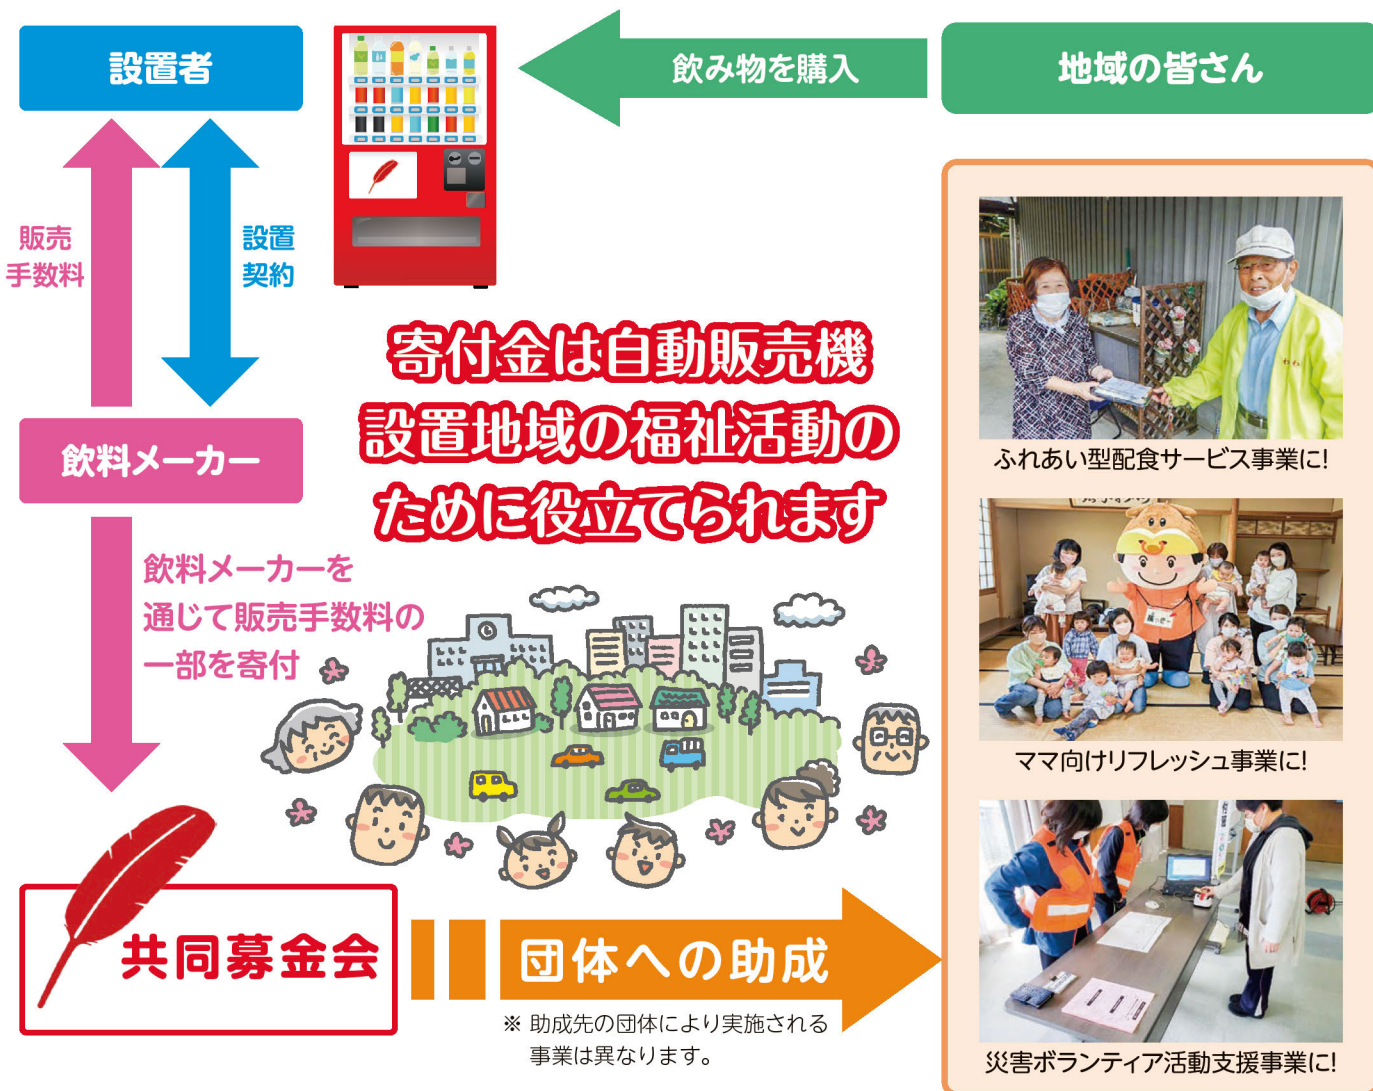 設置者
飲み物を購入
地域の皆さん
販売
手数料
設置
契約
寄付金は自動販売機
設置地域の福祉活動の
ために役立てられます
飲料メーカー
飲料メーカーを
通じて販売手数料の
一部を寄付
共同募金会
団体への助成
※ 助成先の団体により実施される
事業は異なります。
ふれあい型配食サービス事業に!
ママ向けリフレッシュ事業に!
災害ボランティア活動支援事業に!